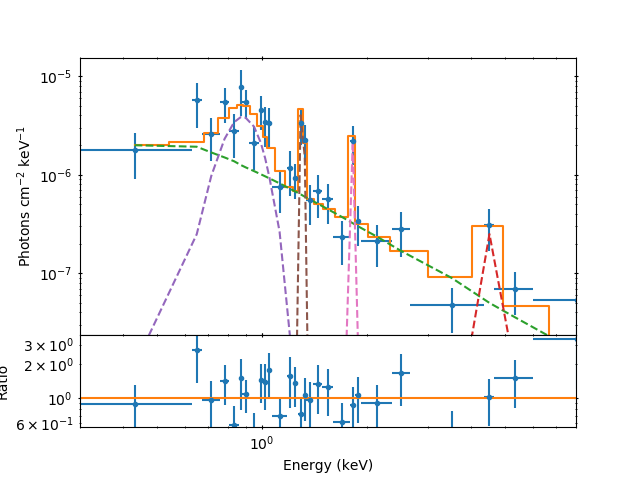 10⁻⁵
10⁻⁶
10⁻⁷
Photons cm⁻² keV⁻¹
3 × 10⁰
2 × 10⁰
10⁰
6 × 10⁻¹
Ratio
10⁰
Energy (keV)